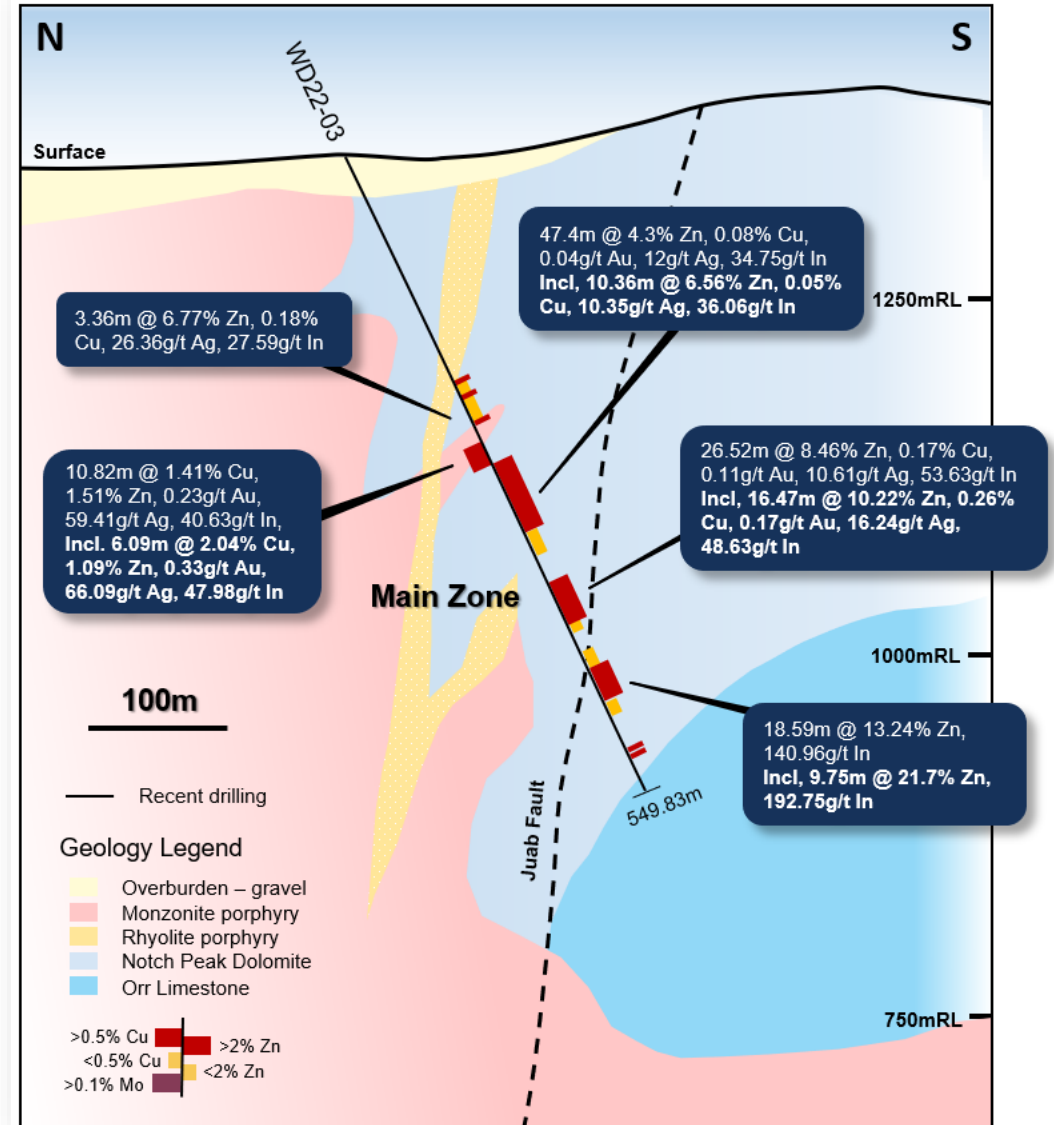 N
S
WD22-03
Surface
47.4m @ 4.3% Zn, 0.08% Cu,
0.04g/t Au, 12g/t Ag, 34.75g/t In
Incl, 10.36m @ 6.56% Zn, 0.05%
Cu, 10.35g/t Ag, 36.06g/t In
1250mRL
3.36m @ 6.77% Zn, 0.18%
Cu, 26.36g/t Ag, 27.59g/t In
26.52m @ 8.46% Zn, 0.17% Cu,
0.11g/t Au, 10.61g/t Ag, 53.63g/t In
Incl, 16.47m @ 10.22% Zn, 0.26%
Cu, 0.17g/t Au, 16.24g/t Ag,
48.63g/t In
10.82m @ 1.41% Cu,
1.51% Zn, 0.23g/t Au,
59.41g/t Ag, 40.63g/t In,
Incl. 6.09m @ 2.04% Cu,
1.09% Zn, 0.33g/t Au,
66.09g/t Ag, 47.98g/t In
Main Zone
1000mRL
100m
18.59m @ 13.24% Zn,
140.96g/t In
Incl, 9.75m @ 21.7% Zn,
192.75g/t In
Recent drilling
549.83m
Juab Fault
Geology Legend
Overburden – gravel
Monzonite porphyry
Rhyolite porphyry
Notch Peak Dolomite
Orr Limestone
750mRL
>0.5% Cu
>2% Zn
<0.5% Cu
<2% Zn
>0.1% Mo